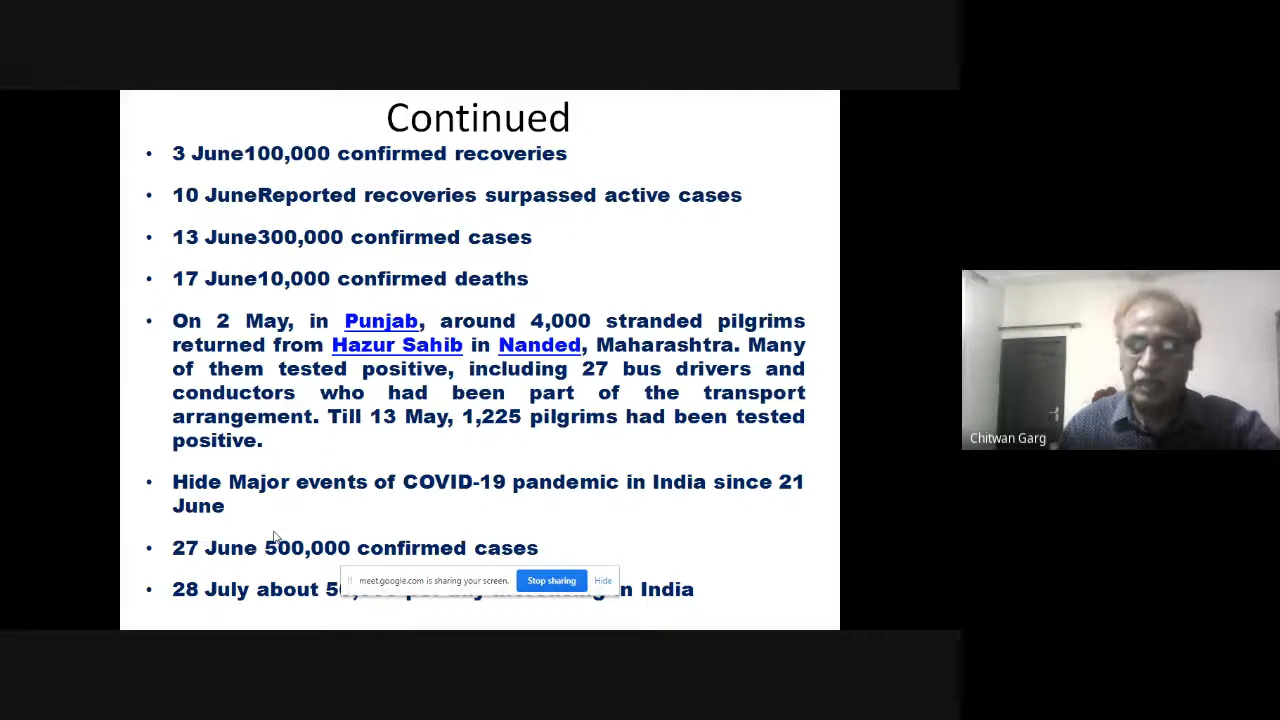 Continued
• 3 June100,000 confirmed recoveries
• 10 JuneReported recoveries surpassed active cases
• 13 June300,000 confirmed cases
• 17 June10,000 confirmed deaths
• On 2 May, in Punjab, around 4,000 stranded pilgrims
returned from Hazur Sahib in Nanded, Maharashtra. Many
of them tested positive, including 27 bus drivers and
conductors who had been part of the transport
arrangement. Till 13 May, 1,225 pilgrims had been tested
positive.
• Hide Major events of COVID-19 pandemic in India since 21
June
• 27 June 500,000 confirmed cases
• 28 July about in India
meet.google.com is sharing your screen. Stop sharing Hide
Chitwan Garg